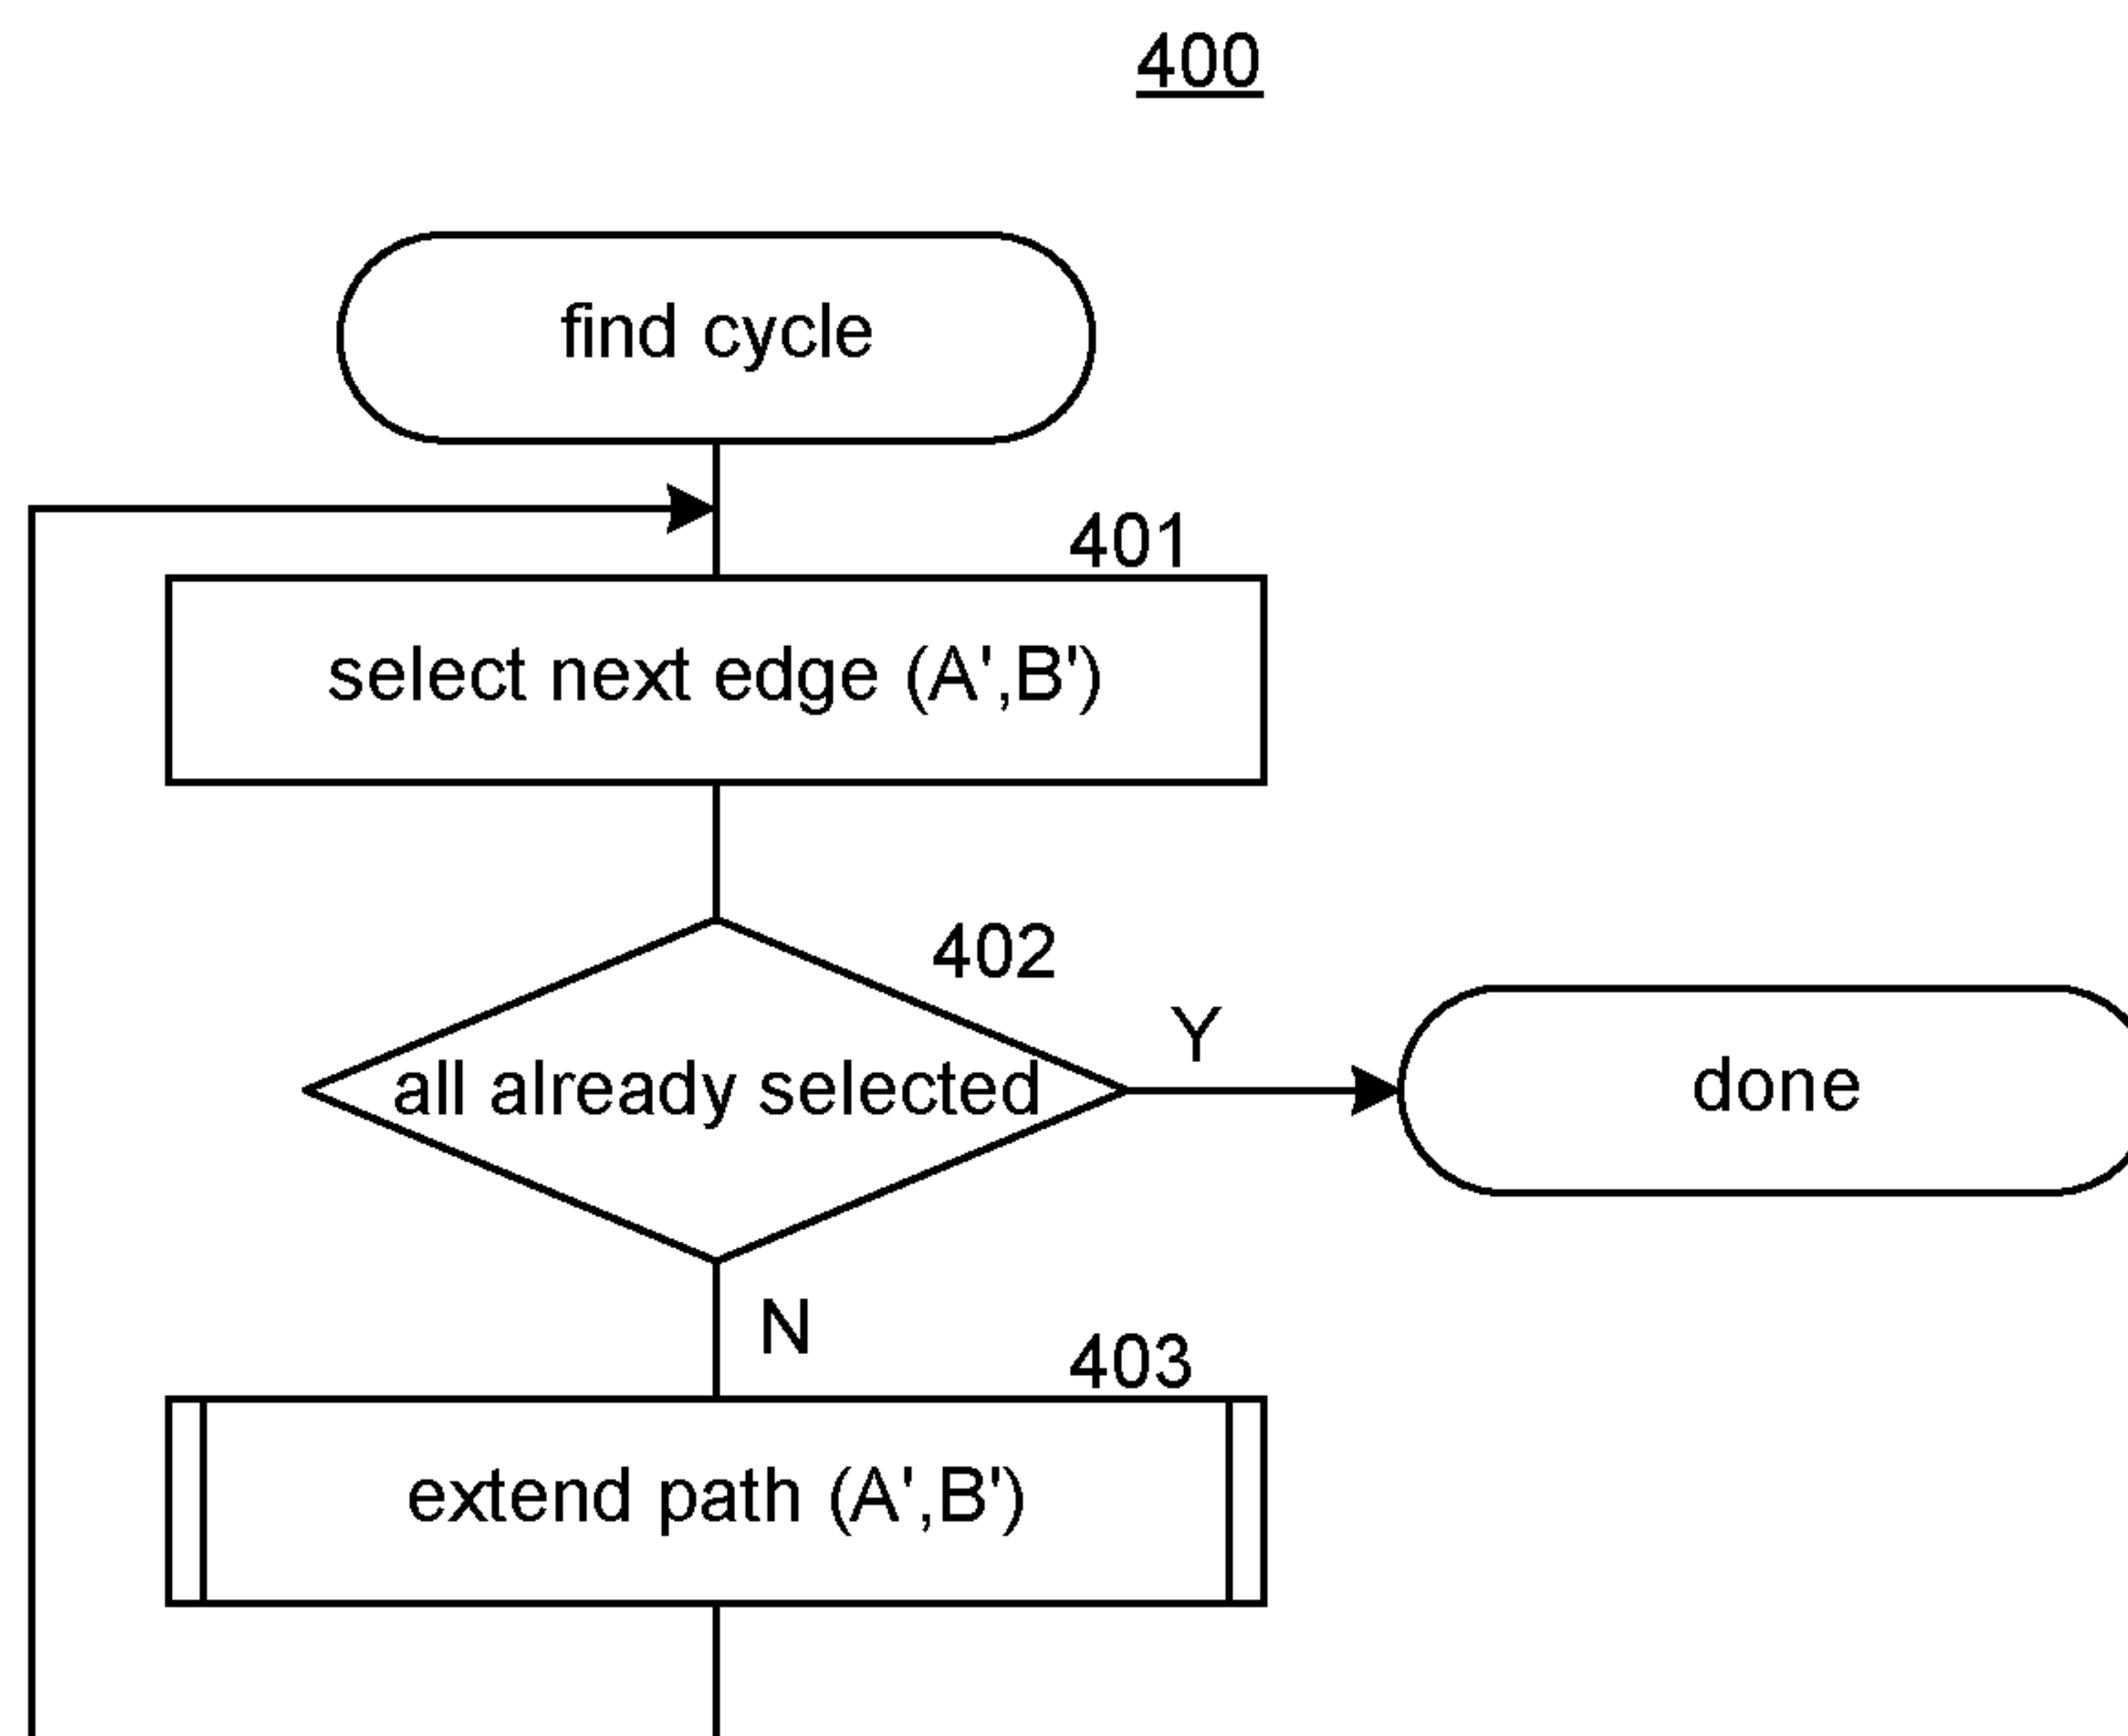 400
find cycle
401
select next edge (A',B')
402
all already selected
Y
done
N
403
extend path (A',B')